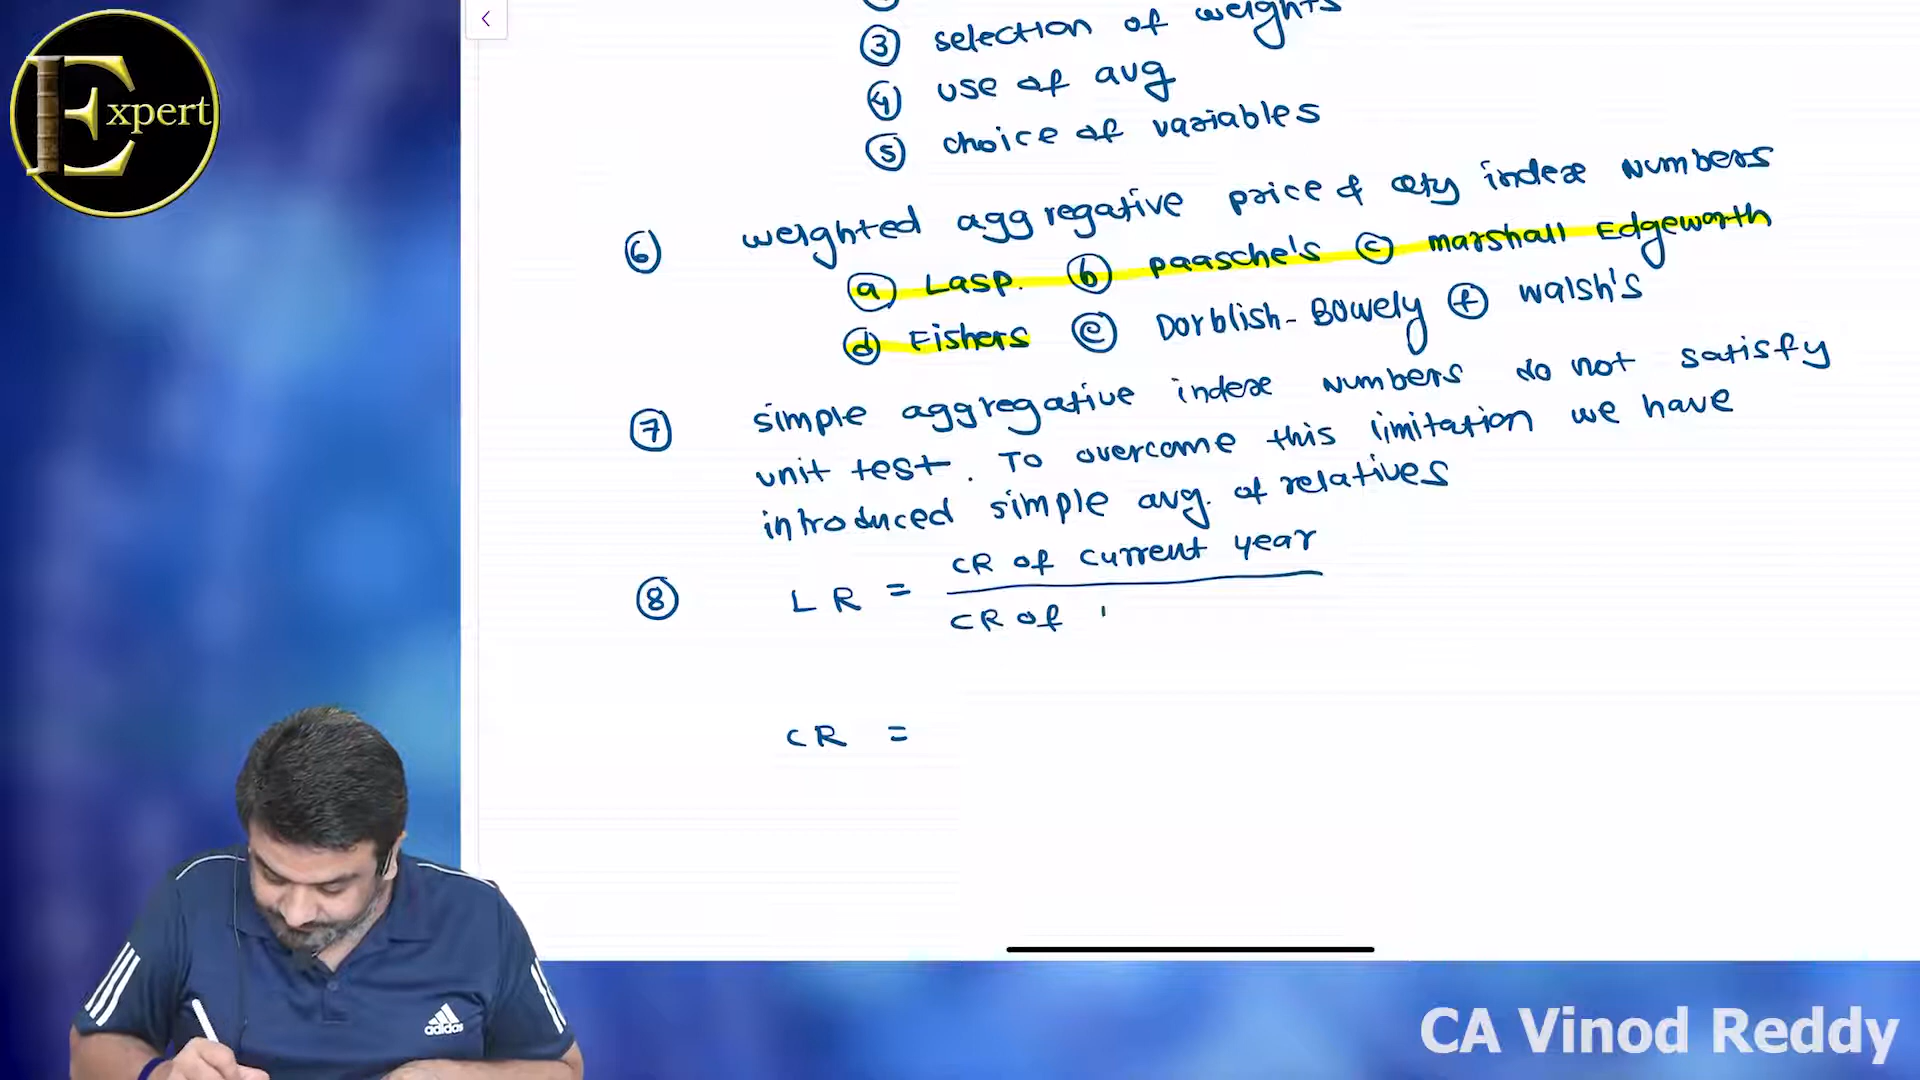 Expert
③ selection of weights
④ use of avg
⑤ choice of variables
⑥ weighted aggregative price & qty index numbers
ⓐ Lasp. ⓑ Paasche's ⓒ Marshall Edgeworth
ⓓ Fishers ⓔ Dorblish-Bowely ⓕ Walsh's
⑦ simple aggregative index numbers do not satisfy
unit test. To overcome this limitation we have
introduced simple avg. of relatives
⑧ LR = CR of current year
CR of
CR =
adidas
CA Vinod Reddy